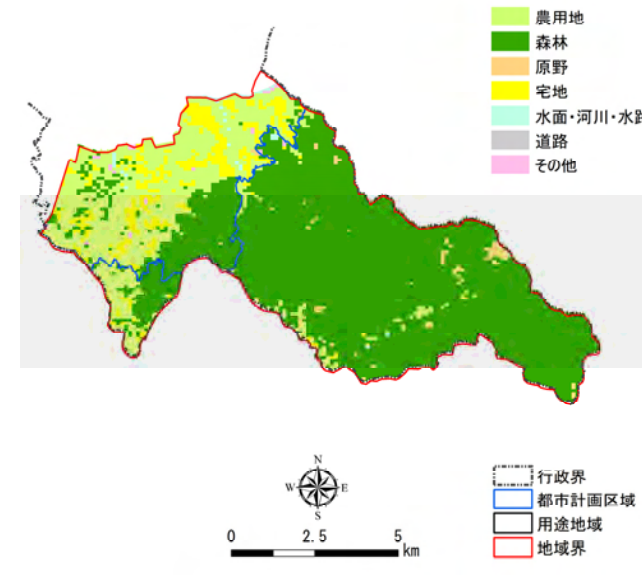 農用地
森林
原野
宅地
水面・河川・水路
道路
その他
N
W E
S
0 2.5 5
km
行政界
都市計画区域
用途地域
地域界